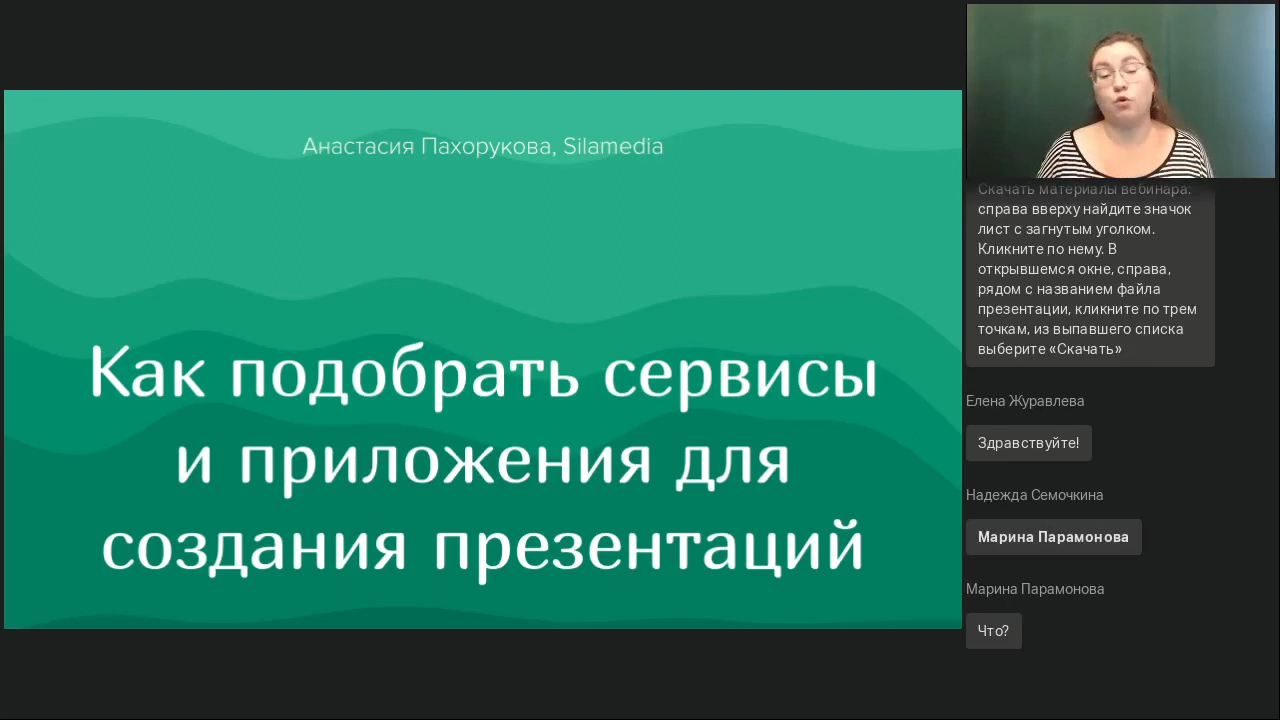 Анастасия Пахорукова, Silamedia
Как подобрать сервисы
и приложения для
создания презентаций
Скачать материалы вебинара:
справа вверху найдите значок
лист с загнутым уголком.
Кликните по нему. В
открывшемся окне, справа,
рядом с названием файла
презентации, кликните по трем
точкам, из выпавшего списка
выберите «Скачать»
Елена Журавлева
Здравствуйте!
Надежда Семочкина
Марина Парамонова
Марина Парамонова
Что?